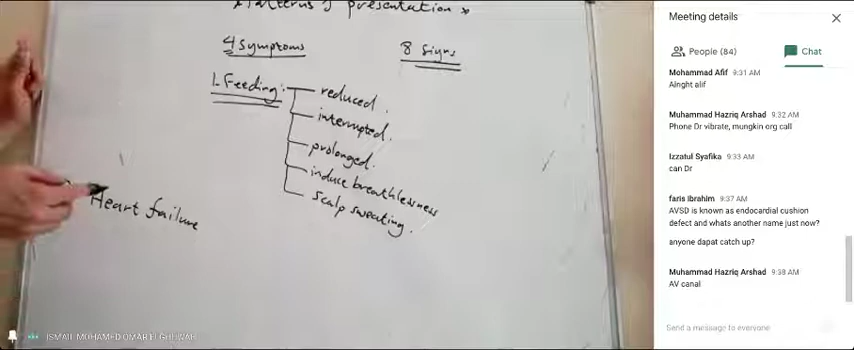 * Patterns of presentation *
4 Symptoms
8 Signs
1. Feeding:
reduced.
interrupted.
prolonged.
induce breathlessness
scalp sweating.
Heart failure
ISMAIL MOHAMED OMAR
Meeting details
People (84)
Chat
Mohammad Afif 9:31 AM
Alright alif
Muhammad Hazriq Arshad 9:32 AM
Phone Dr vibrate, mungkin org call
Izzatul Syafika 9:33 AM
can Dr
faris Ibrahim 9:37 AM
AVSD is known as endocardial cushion
defect and whats another name just now?
anyone dapat catch up?
Muhammad Hazriq Arshad 9:38 AM
AV canal
Send a message to everyone